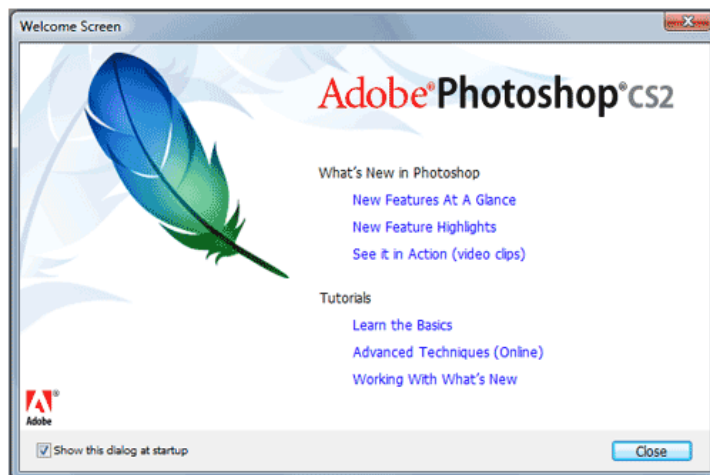 Welcome Screen
Adobe®Photoshop®CS2
What's New in Photoshop
New Features At A Glance
New Feature Highlights
See it in Action (video clips)
Tutorials
Learn the Basics
Advanced Techniques (Online)
Working With What's New
Adobe
Show this dialog at startup
Close